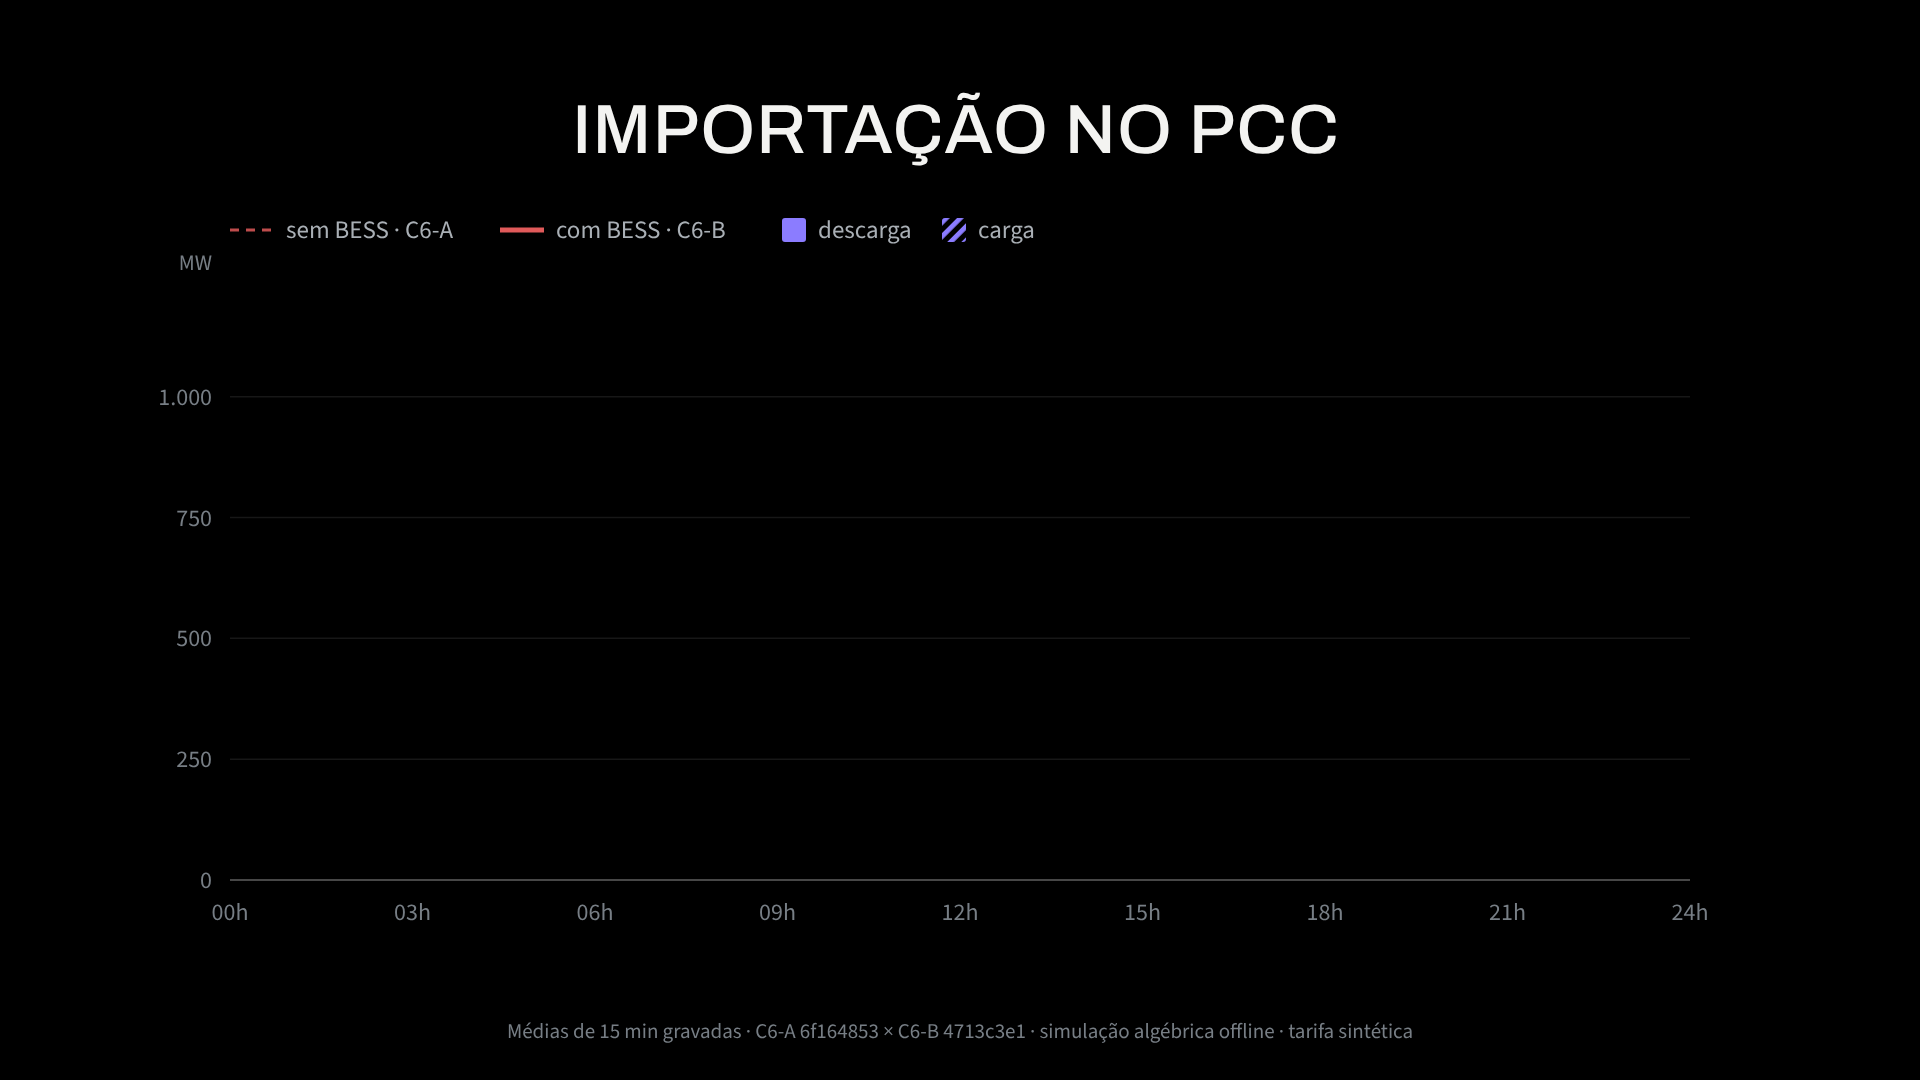 IMPORTAÇÃO NO PCC
sem BESS · C6-A
com BESS · C6-B
descarga
carga
MW
1.000
750
500
250
0
00h 03h 06h 09h 12h 15h 18h 21h 24h
Médias de 15 min gravadas · C6-A 6f164853 × C6-B 4713c3e1 · simulação algébrica offline · tarifa sintética